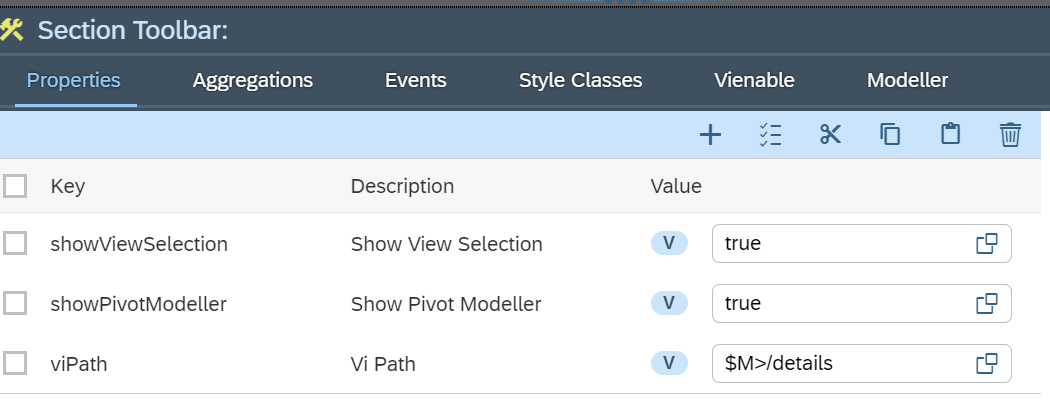 Section Toolbar:
Properties Aggregations Events Style Classes Vienable Modeller
Key Description Value
showViewSelection Show View Selection V true
showPivotModeller Show Pivot Modeller V true
viPath Vi Path V $M>/details